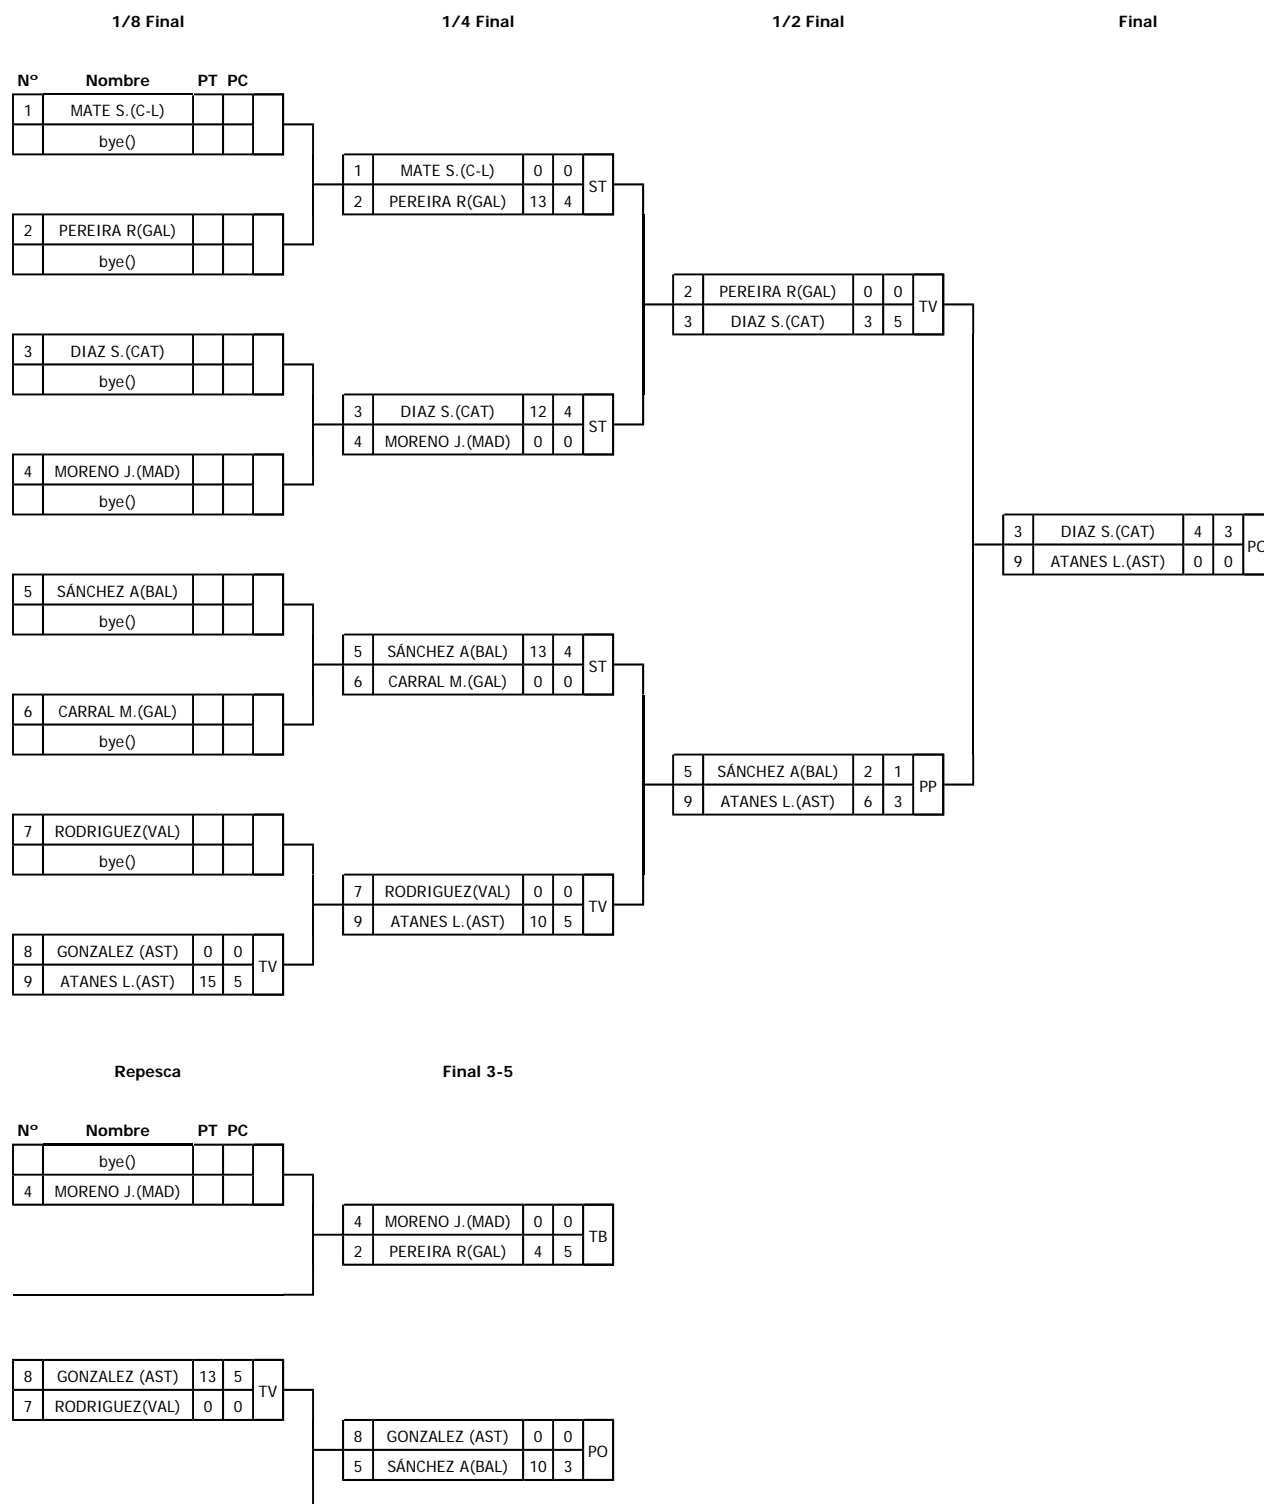 1/8 Final 1/4 Final 1/2 Final Final
Nº Nombre PT PC
1 MATE S.(C-L)
bye()
1 MATE S.(C-L) 0 0 ST
2 PEREIRA R(GAL) 13 4
2 PEREIRA R(GAL)
bye()
2 PEREIRA R(GAL) 0 0 TV
3 DIAZ S.(CAT) 3 5
3 DIAZ S.(CAT)
bye()
3 DIAZ S.(CAT) 12 4 ST
4 MORENO J.(MAD) 0 0
4 MORENO J.(MAD)
bye()
3 DIAZ S.(CAT) 4 3 PO
9 ATANES L.(AST) 0 0
5 SÁNCHEZ A(BAL)
bye()
5 SÁNCHEZ A(BAL) 13 4 ST
6 CARRAL M.(GAL) 0 0
6 CARRAL M.(GAL)
bye()
5 SÁNCHEZ A(BAL) 2 1 PP
9 ATANES L.(AST) 6 3
7 RODRIGUEZ(VAL)
bye()
7 RODRIGUEZ(VAL) 0 0 TV
9 ATANES L.(AST) 10 5
8 GONZALEZ (AST) 0 0 TV
9 ATANES L.(AST) 15 5
Repesca Final 3-5
Nº Nombre PT PC
bye()
4 MORENO J.(MAD)
4 MORENO J.(MAD) 0 0 TB
2 PEREIRA R(GAL) 4 5
8 GONZALEZ (AST) 13 5 TV
7 RODRIGUEZ(VAL) 0 0
8 GONZALEZ (AST) 0 0 PO
5 SÁNCHEZ A(BAL) 10 3